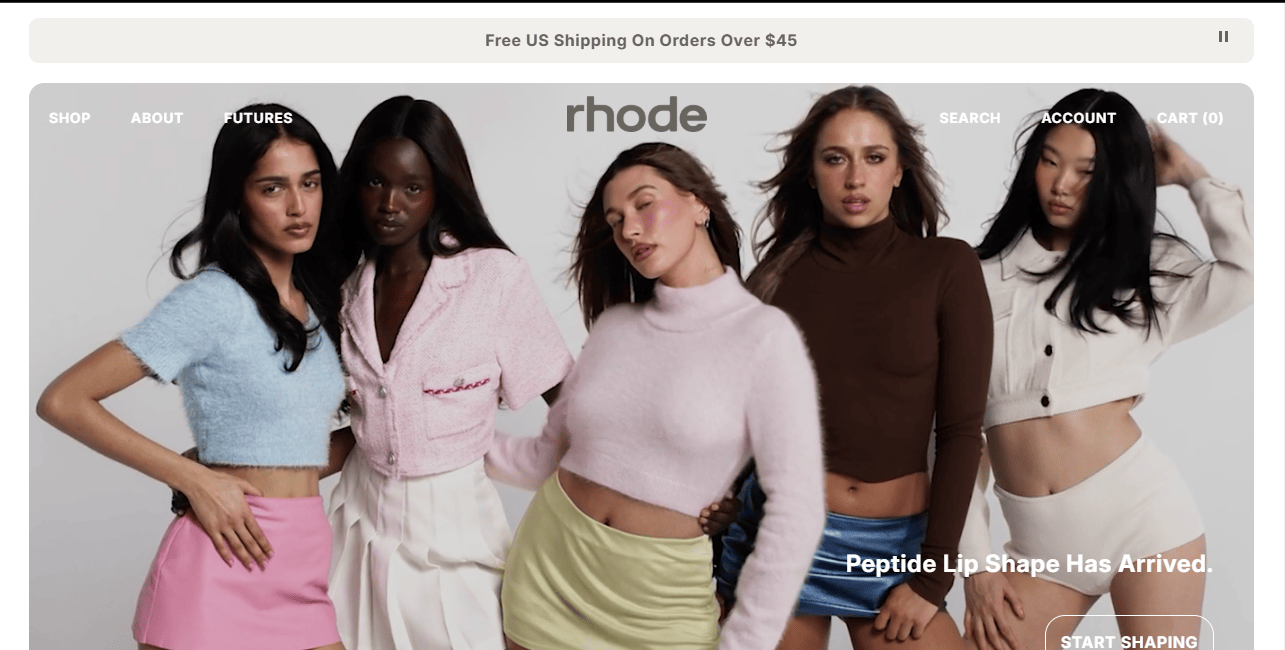 Free US Shipping On Orders Over $45
SHOP ABOUT FUTURES rhode SEARCH ACCOUNT CART (0)
Peptide Lip Shape Has Arrived.
START SHAPING